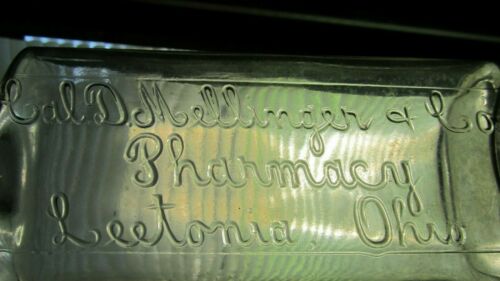 Cal D Mellinger & Co
Pharmacy
Leetonia, Ohio